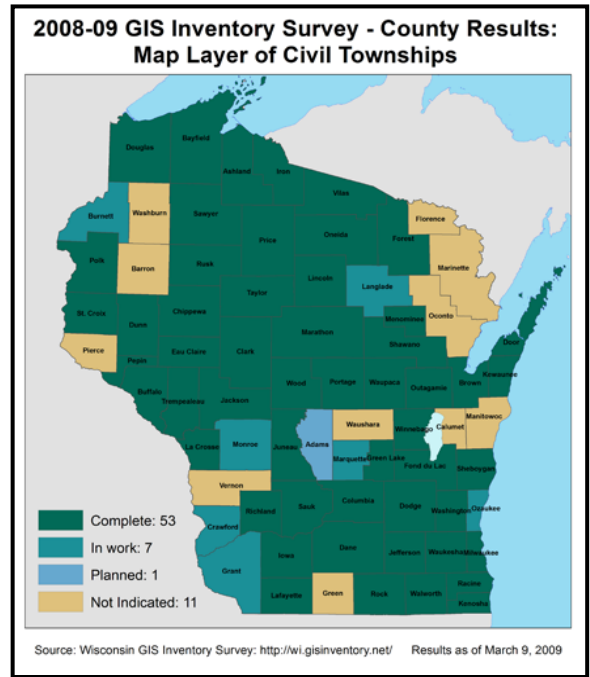 2008-09 GIS Inventory Survey - County Results:
Map Layer of Civil Townships
Douglas
Bayfield
Ashland
Iron
Vilas
Burnett
Washburn
Sawyer
Florence
Price
Oneida
Forest
Polk
Barron
Rusk
Marinette
Lincoln
Langlade
Taylor
St. Croix
Chippewa
Menominee
Oconto
Dunn
Marathon
Shawano
Door
Pierce
Pepin
Eau Claire
Clark
Kewaunee
Buffalo
Trempealeau
Jackson
Wood
Portage
Waupaca
Outagamie
Brown
Manitowoc
Waushara
Winnebago
Calumet
La Crosse
Monroe
Juneau
Adams
Marquette
Green Lake
Fond du Lac
Sheboygan
Vernon
Richland
Sauk
Columbia
Dodge
Washington
Ozaukee
Crawford
Iowa
Dane
Jefferson
Waukesha
Milwaukee
Grant
Lafayette
Green
Rock
Walworth
Racine
Kenosha
Complete: 53
In work: 7
Planned: 1
Not Indicated: 11
Source: Wisconsin GIS Inventory Survey: http://wi.gisinventory.net/ Results as of March 9, 2009